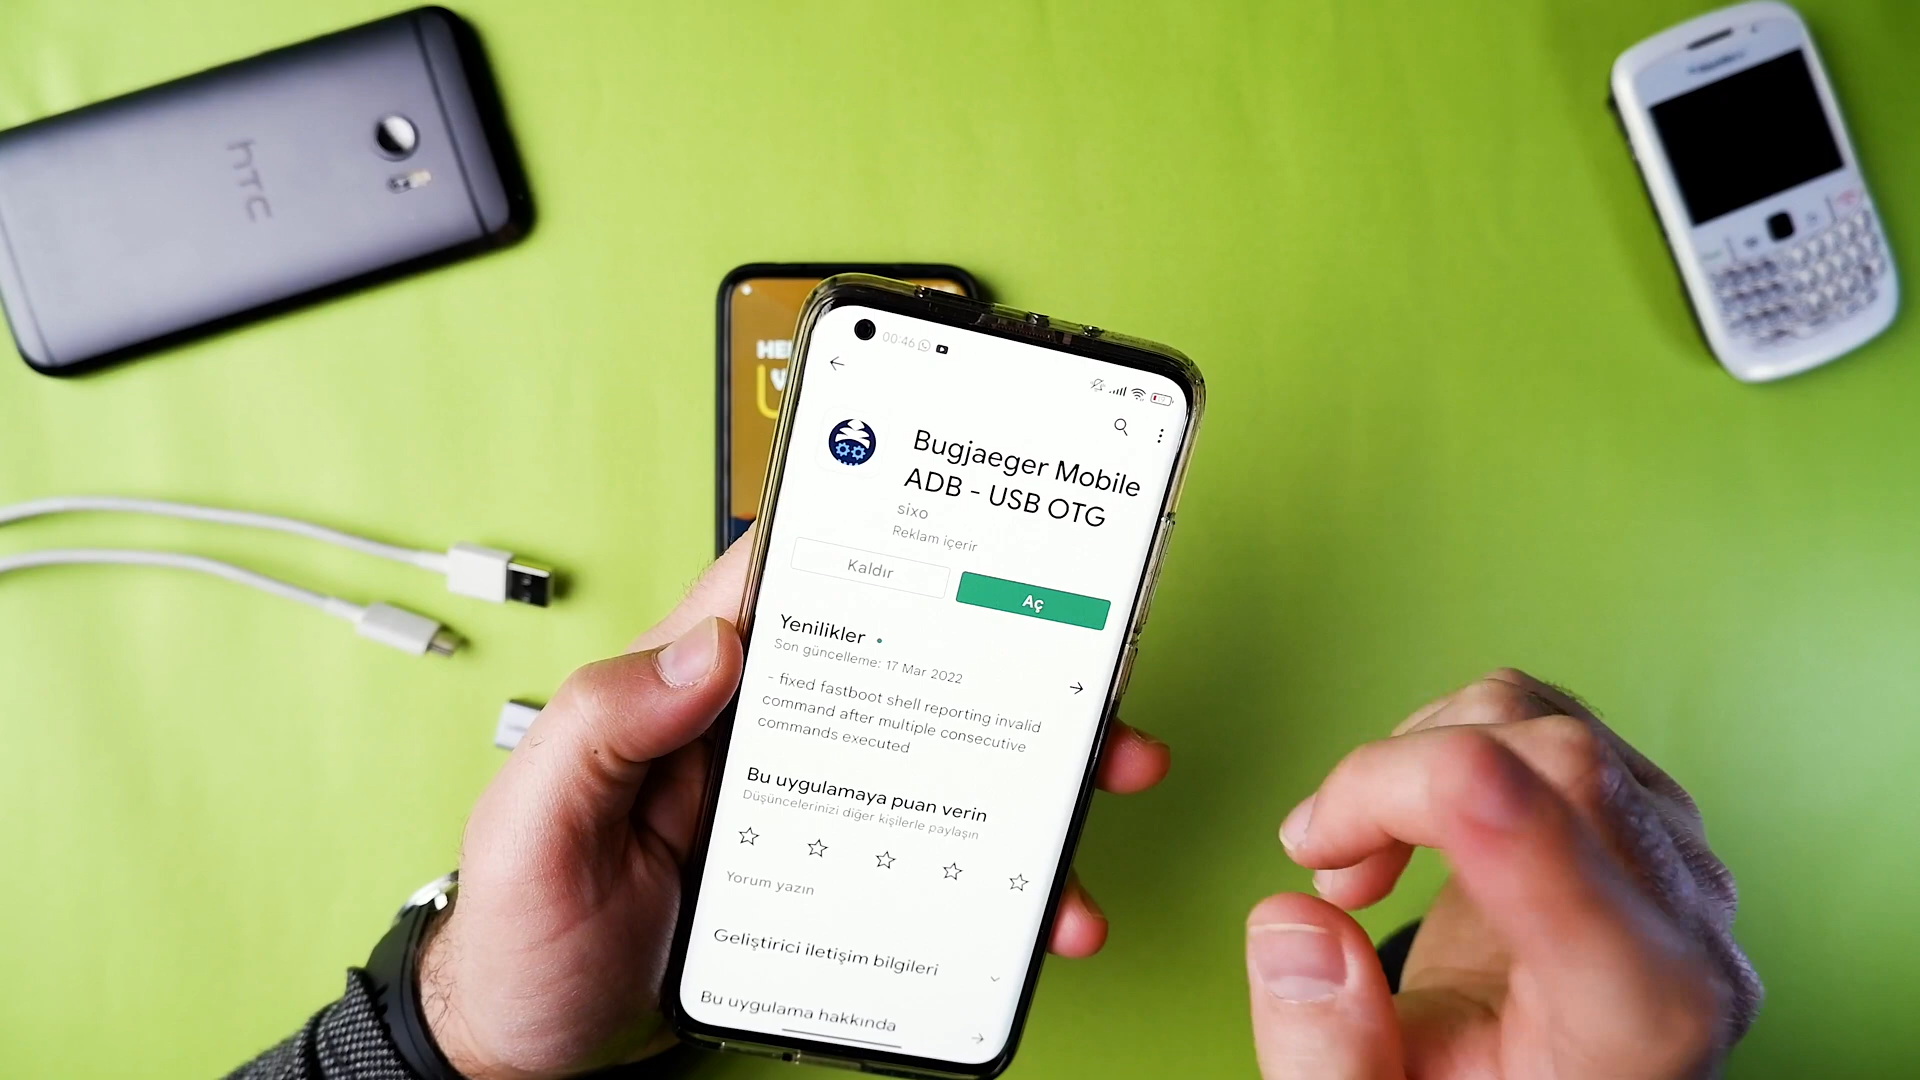 hTC
HE
00:46
Bugjaeger Mobile
ADB - USB OTG
sixo
Reklam içerir
Kaldır
Aç
Yenilikler
Son güncelleme: 17 Mar 2022
- fixed fastboot shell reporting invalid
command after multiple consecutive
commands executed
Bu uygulamaya puan verin
Düşüncelerinizi diğer kişilerle paylaşın
Yorum yazın
Geliştirici iletişim bilgileri
Bu uygulama hakkında